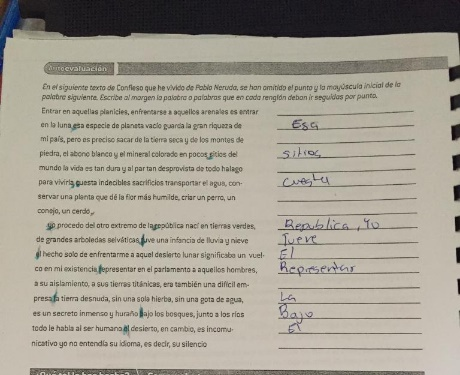 Autoevaluación
En el siguiente texto de Confieso que he vivido de Pablo Neruda, se han omitido el punto y la mayúscula inicial de la
palabra siguiente. Escribe al margen la palabra o palabras que en cada renglón deban ir seguidas por punto.
Entrar en aquellas planicies, enfrentarse a aquellos arenales es entrar
en la luna esa especie de planeta vacío guarda la gran riqueza de
Esa
mi país, pero es preciso sacar de la tierra seca y de los montes de
piedra, el abono blanco y el mineral colorado en pocos sitios del
sitios
mundo la vida es tan dura y al par tan desprovista de todo halago
para vivirla cuesta indecibles sacrificios transportar el agua, con-
cuesta
servar una planta que dé la flor más humilde, criar un perro, un
conejo, un cerdo
yo procedo del otro extremo de la república nací en tierras verdes,
Republica, yo
de grandes arboledas selváticas tuve una infancia de lluvia y nieve
Tueve
el hecho solo de enfrentarme a aquel desierto lunar significaba un vuel-
El
co en mi existencia representar en el parlamento a aquellos hombres,
Representar
a su aislamiento, a sus tierras titánicas, era también una difícil em-
presa la tierra desnuda, sin una sola hierba, sin una gota de agua,
La
es un secreto inmenso y huraño bajo los bosques, junto a los ríos
Bajo
todo le habla al ser humano el desierto, en cambio, es incomu-
El
nicativo yo no entendía su idioma, es decir, su silencio